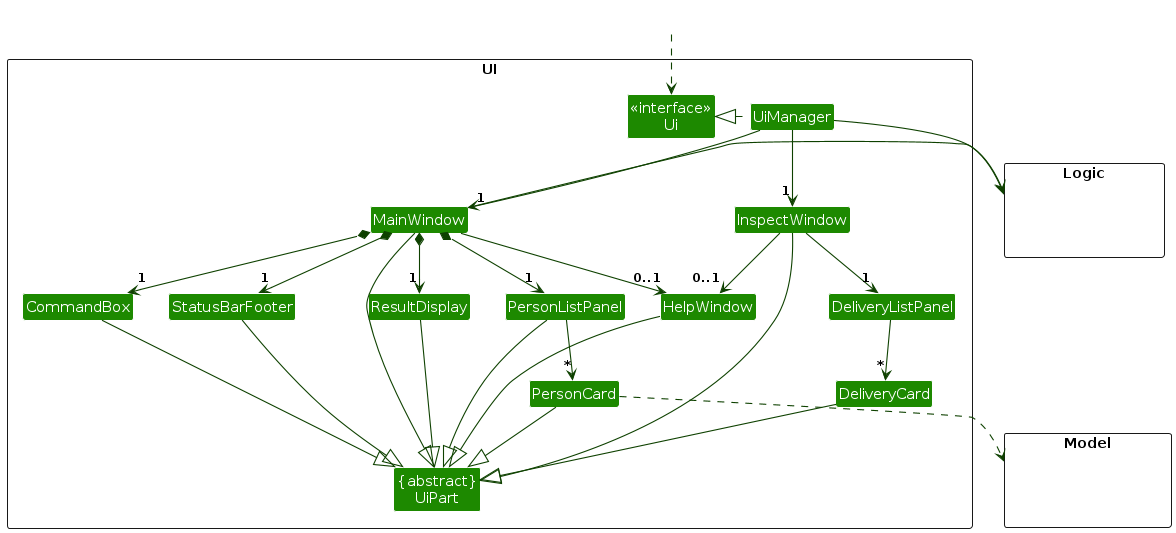 UI
«interface»
Ui
UiManager
Logic
1
1
MainWindow
InspectWindow
1
1
1
1
0..1
0..1
1
CommandBox
StatusBarFooter
ResultDisplay
PersonListPanel
HelpWindow
DeliveryListPanel
*
*
PersonCard
DeliveryCard
Model
{abstract}
UiPart